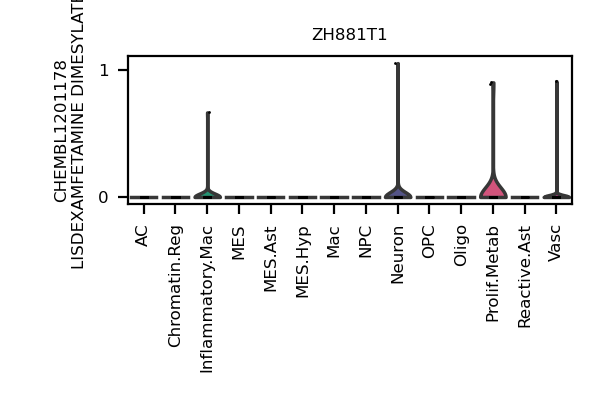 ZH881T1
CHEMBL1201178
LISDEXAMFETAMINE DIMESYLATE
1
0
AC
Chromatin.Reg
Inflammatory.Mac
MES
MES.Ast
MES.Hyp
Mac
NPC
Neuron
OPC
Oligo
Prolif.Metab
Reactive.Ast
Vasc